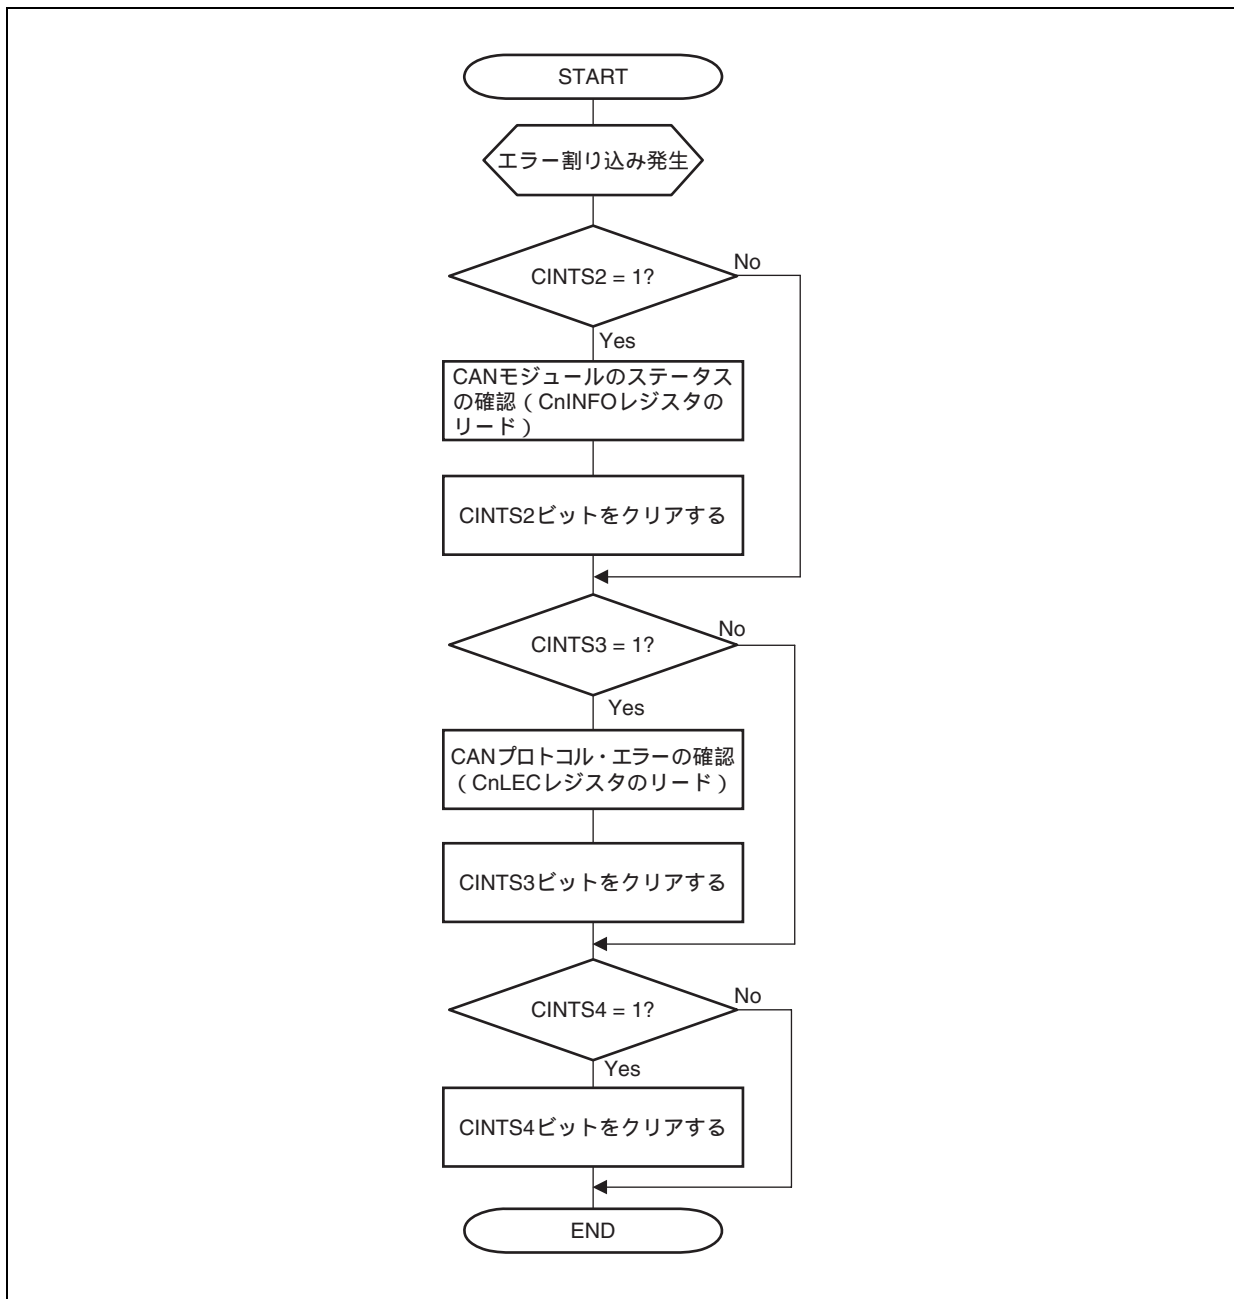 START
エラー割り込み発生
CINTS2 = 1?
No
Yes
CANモジュールのステータス
の確認（CnINFOレジスタの
リード）
CINTS2ビットをクリアする
CINTS3 = 1?
No
Yes
CANプロトコル・エラーの確認
（CnLECレジスタのリード）
CINTS3ビットをクリアする
CINTS4 = 1?
No
Yes
CINTS4ビットをクリアする
END